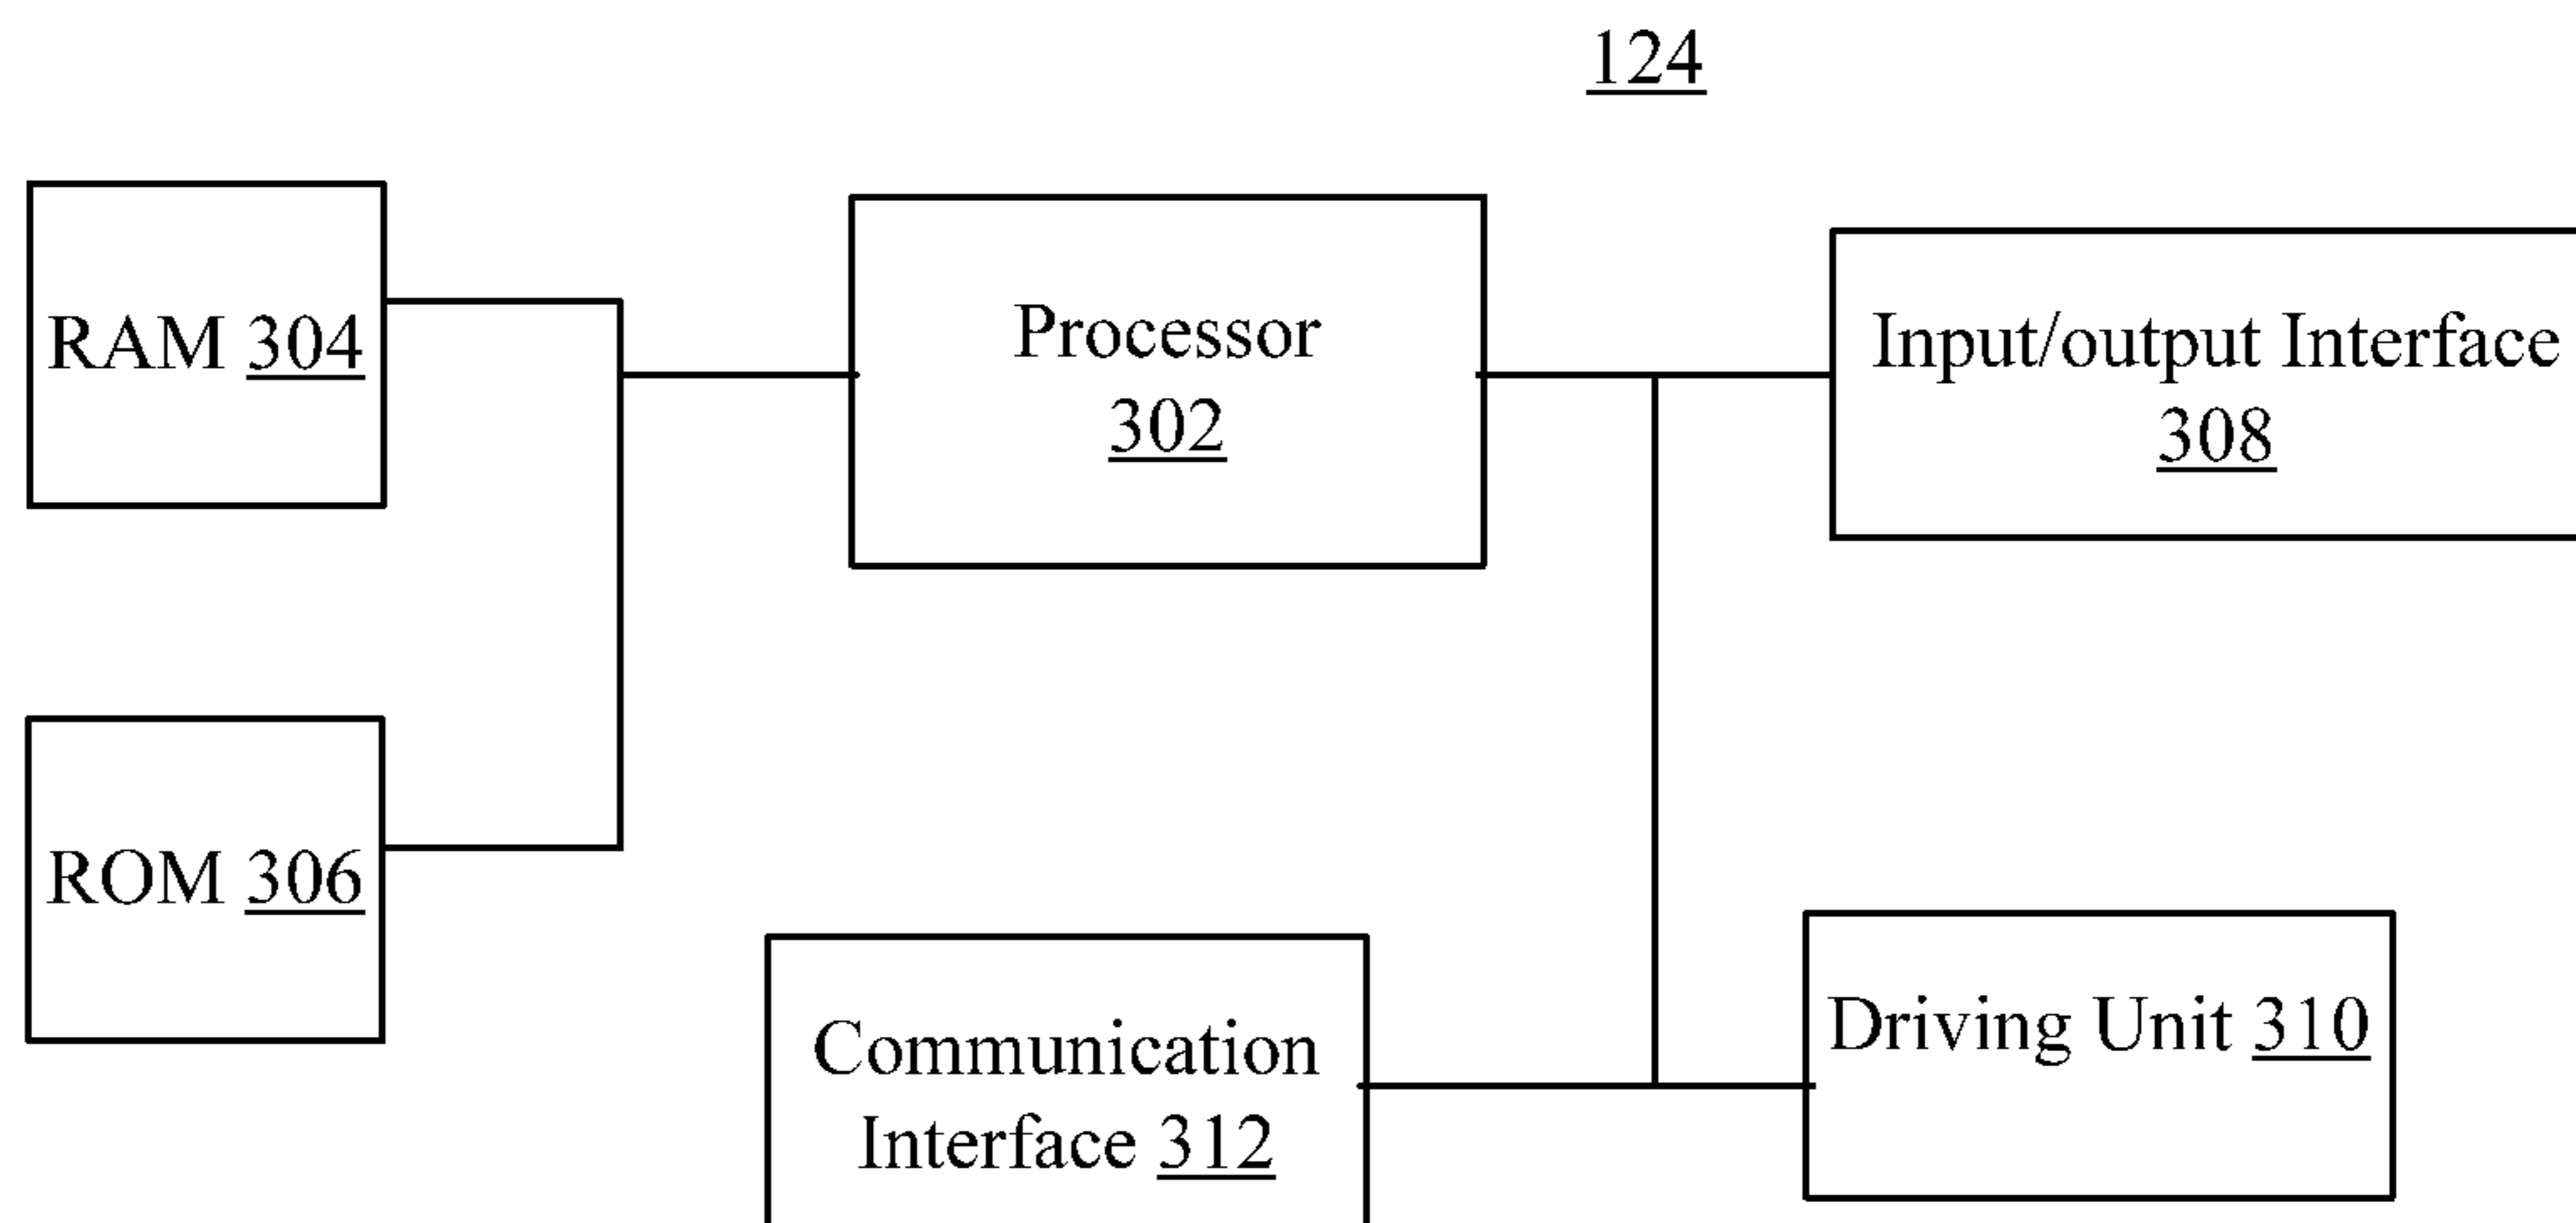 124
RAM 304
Processor
302
Input/output Interface
308
ROM 306
Communication
Interface 312
Driving Unit 310